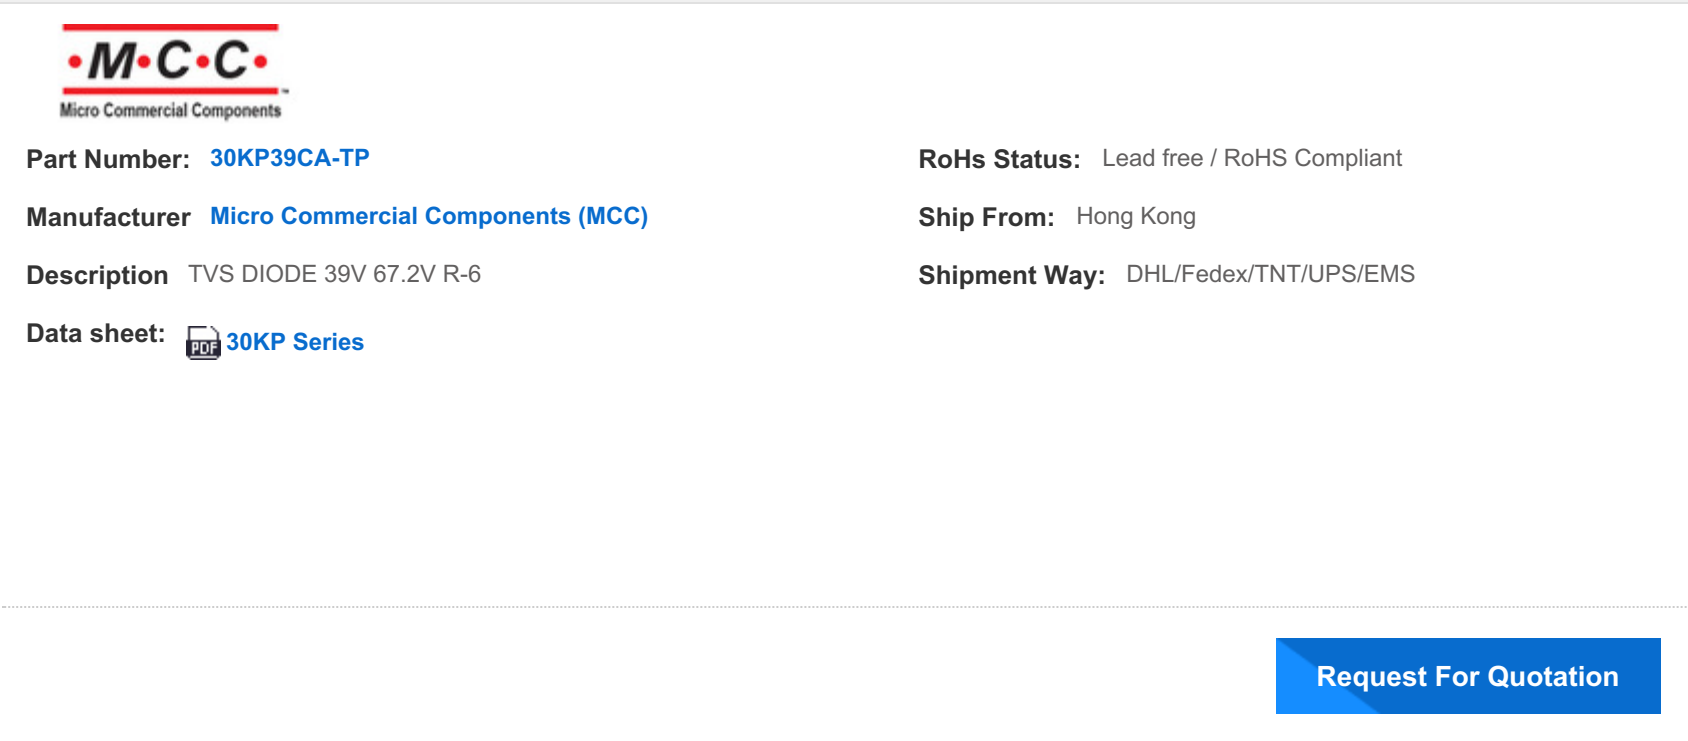 •M•C•C•
™
Micro Commercial Components
Part Number: 30KP39CA-TP
RoHs Status: Lead free / RoHS Compliant
Manufacturer Micro Commercial Components (MCC)
Ship From: Hong Kong
Description TVS DIODE 39V 67.2V R-6
Shipment Way: DHL/Fedex/TNT/UPS/EMS
Data sheet: PDF 30KP Series
Request For Quotation